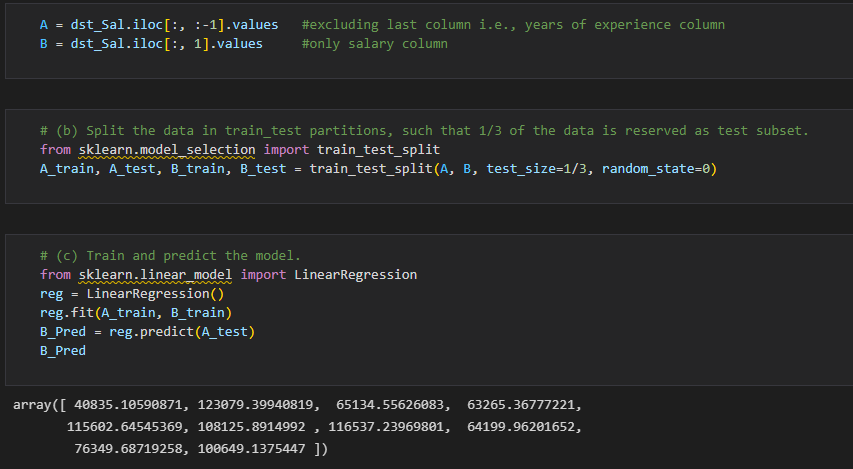 A = dst_Sal.iloc[:, :-1].values   #excluding last column i.e., years of experience column
B = dst_Sal.iloc[:, 1].values     #only salary column
# (b) Split the data in train_test partitions, such that 1/3 of the data is reserved as test subset.
from sklearn.model_selection import train_test_split
A_train, A_test, B_train, B_test = train_test_split(A, B, test_size=1/3, random_state=0)
# (c) Train and predict the model.
from sklearn.linear_model import LinearRegression
reg = LinearRegression()
reg.fit(A_train, B_train)
B_Pred = reg.predict(A_test)
B_Pred
array([ 40835.10590871, 123079.39940819,  65134.55626083,  63265.36777221,
       115602.64545369, 108125.8914992 , 116537.23969801,  64199.96201652,
        76349.68719258, 100649.1375447 ])